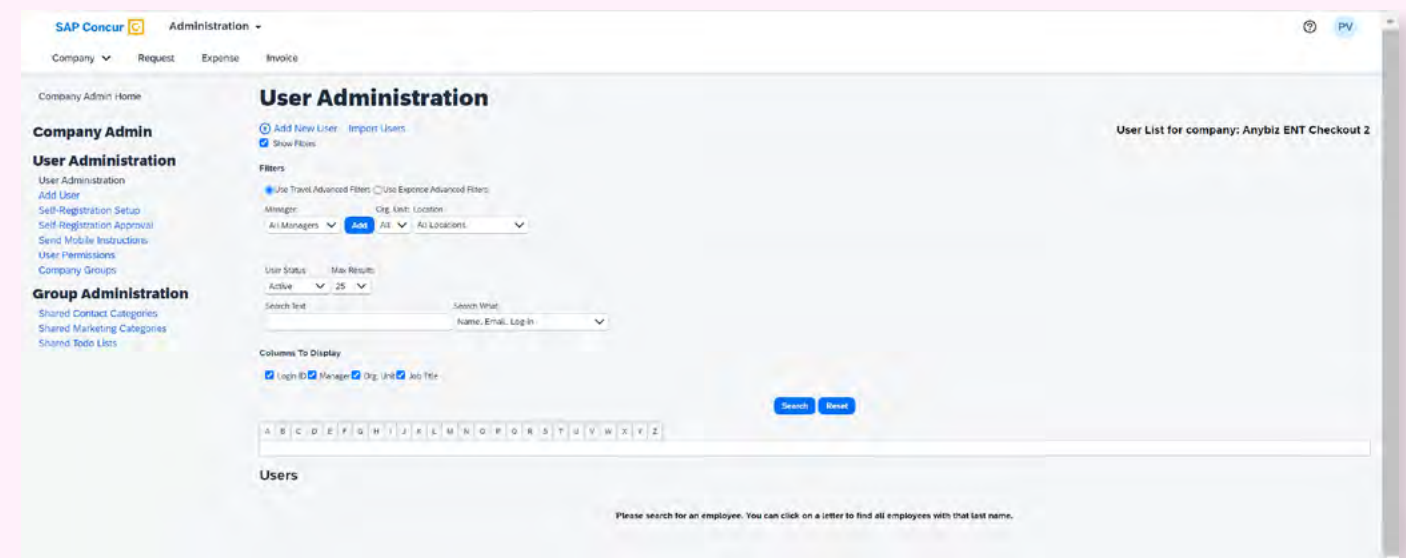 SAP Concur C Administration
PV
Company Request Expense Invoice
Company Admin Home
Company Admin
User Administration
User Administration
Add User
Self-Registration Setup
Self-Registration Approval
Send Mobile Instructions
User Permissions
Company Groups
Group Administration
Shared Contact Categories
Shared Marketing Categories
Shared Todo Lists
User Administration
Add New User Import Users
Show Filters
User List for company: Anybiz ENT Checkout 2
Filters
Use Travel Advanced Filters Use Expense Advanced Filters
Manager: Org. Unit: Location
All Managers Add All All Locations
User Status Max Results
Active 25
Search Text Search What
Name, Email, Log-in
Columns To Display
Login ID Manager Org. Unit Job Title
Search Reset
A B C D E F G H I J K L M N O P Q R S T U V W X Y Z
Users
Please search for an employee. You can click on a letter to find all employees with that last name.